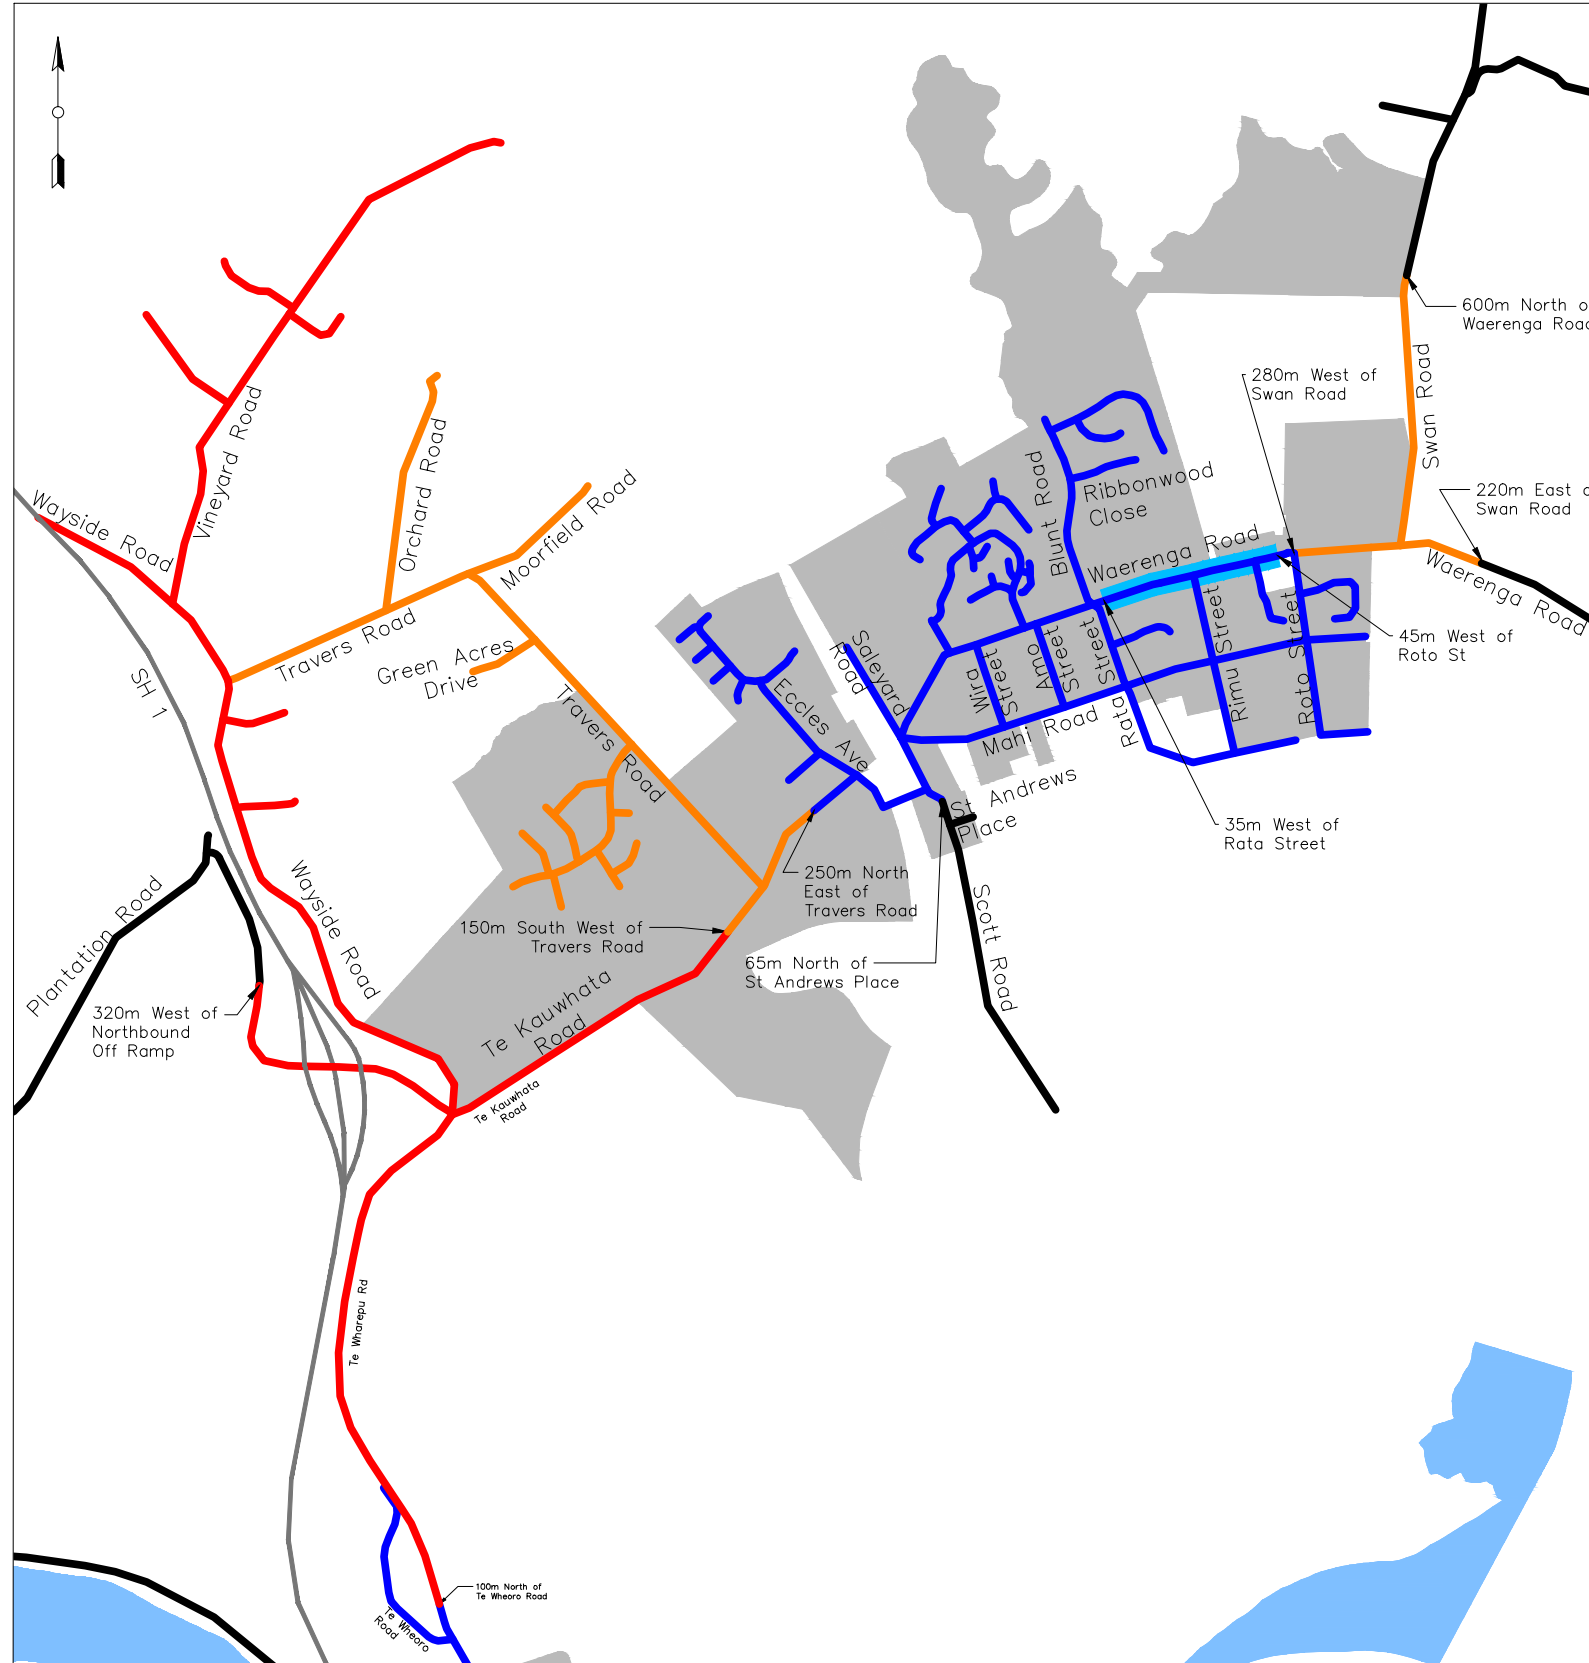 600m North o
Waerenga Road
280m West of
Swan Road
Swan Road
Vineyard Road
Orchard Road
Moorfield Road
Wayside Road
Blunt Road
Ribbonwood
Close
220m East o
Swan Road
Waerenga Road
Waerenga Road
Travers Road
Green Acres
Drive
SH 1
Saleyard
Road
Wira
Street
Amo
Street
Rata Street
Rimu Street
Roto Street
45m West of
Roto St
Eccles Ave
Travers Road
Mahi Road
St Andrews
Place
35m West of
Rata Street
250m North
East of
Travers Road
150m South West of
Travers Road
65m North of
St Andrews Place
Scott Road
Plantation Road
Wayside Road
320m West of
Northbound
Off Ramp
Te Kauwhata
Road
Te Kauwhata
Road
Te Wharepu Rd
100m North of
Te Wheoro Road
Te Wheoro
Road